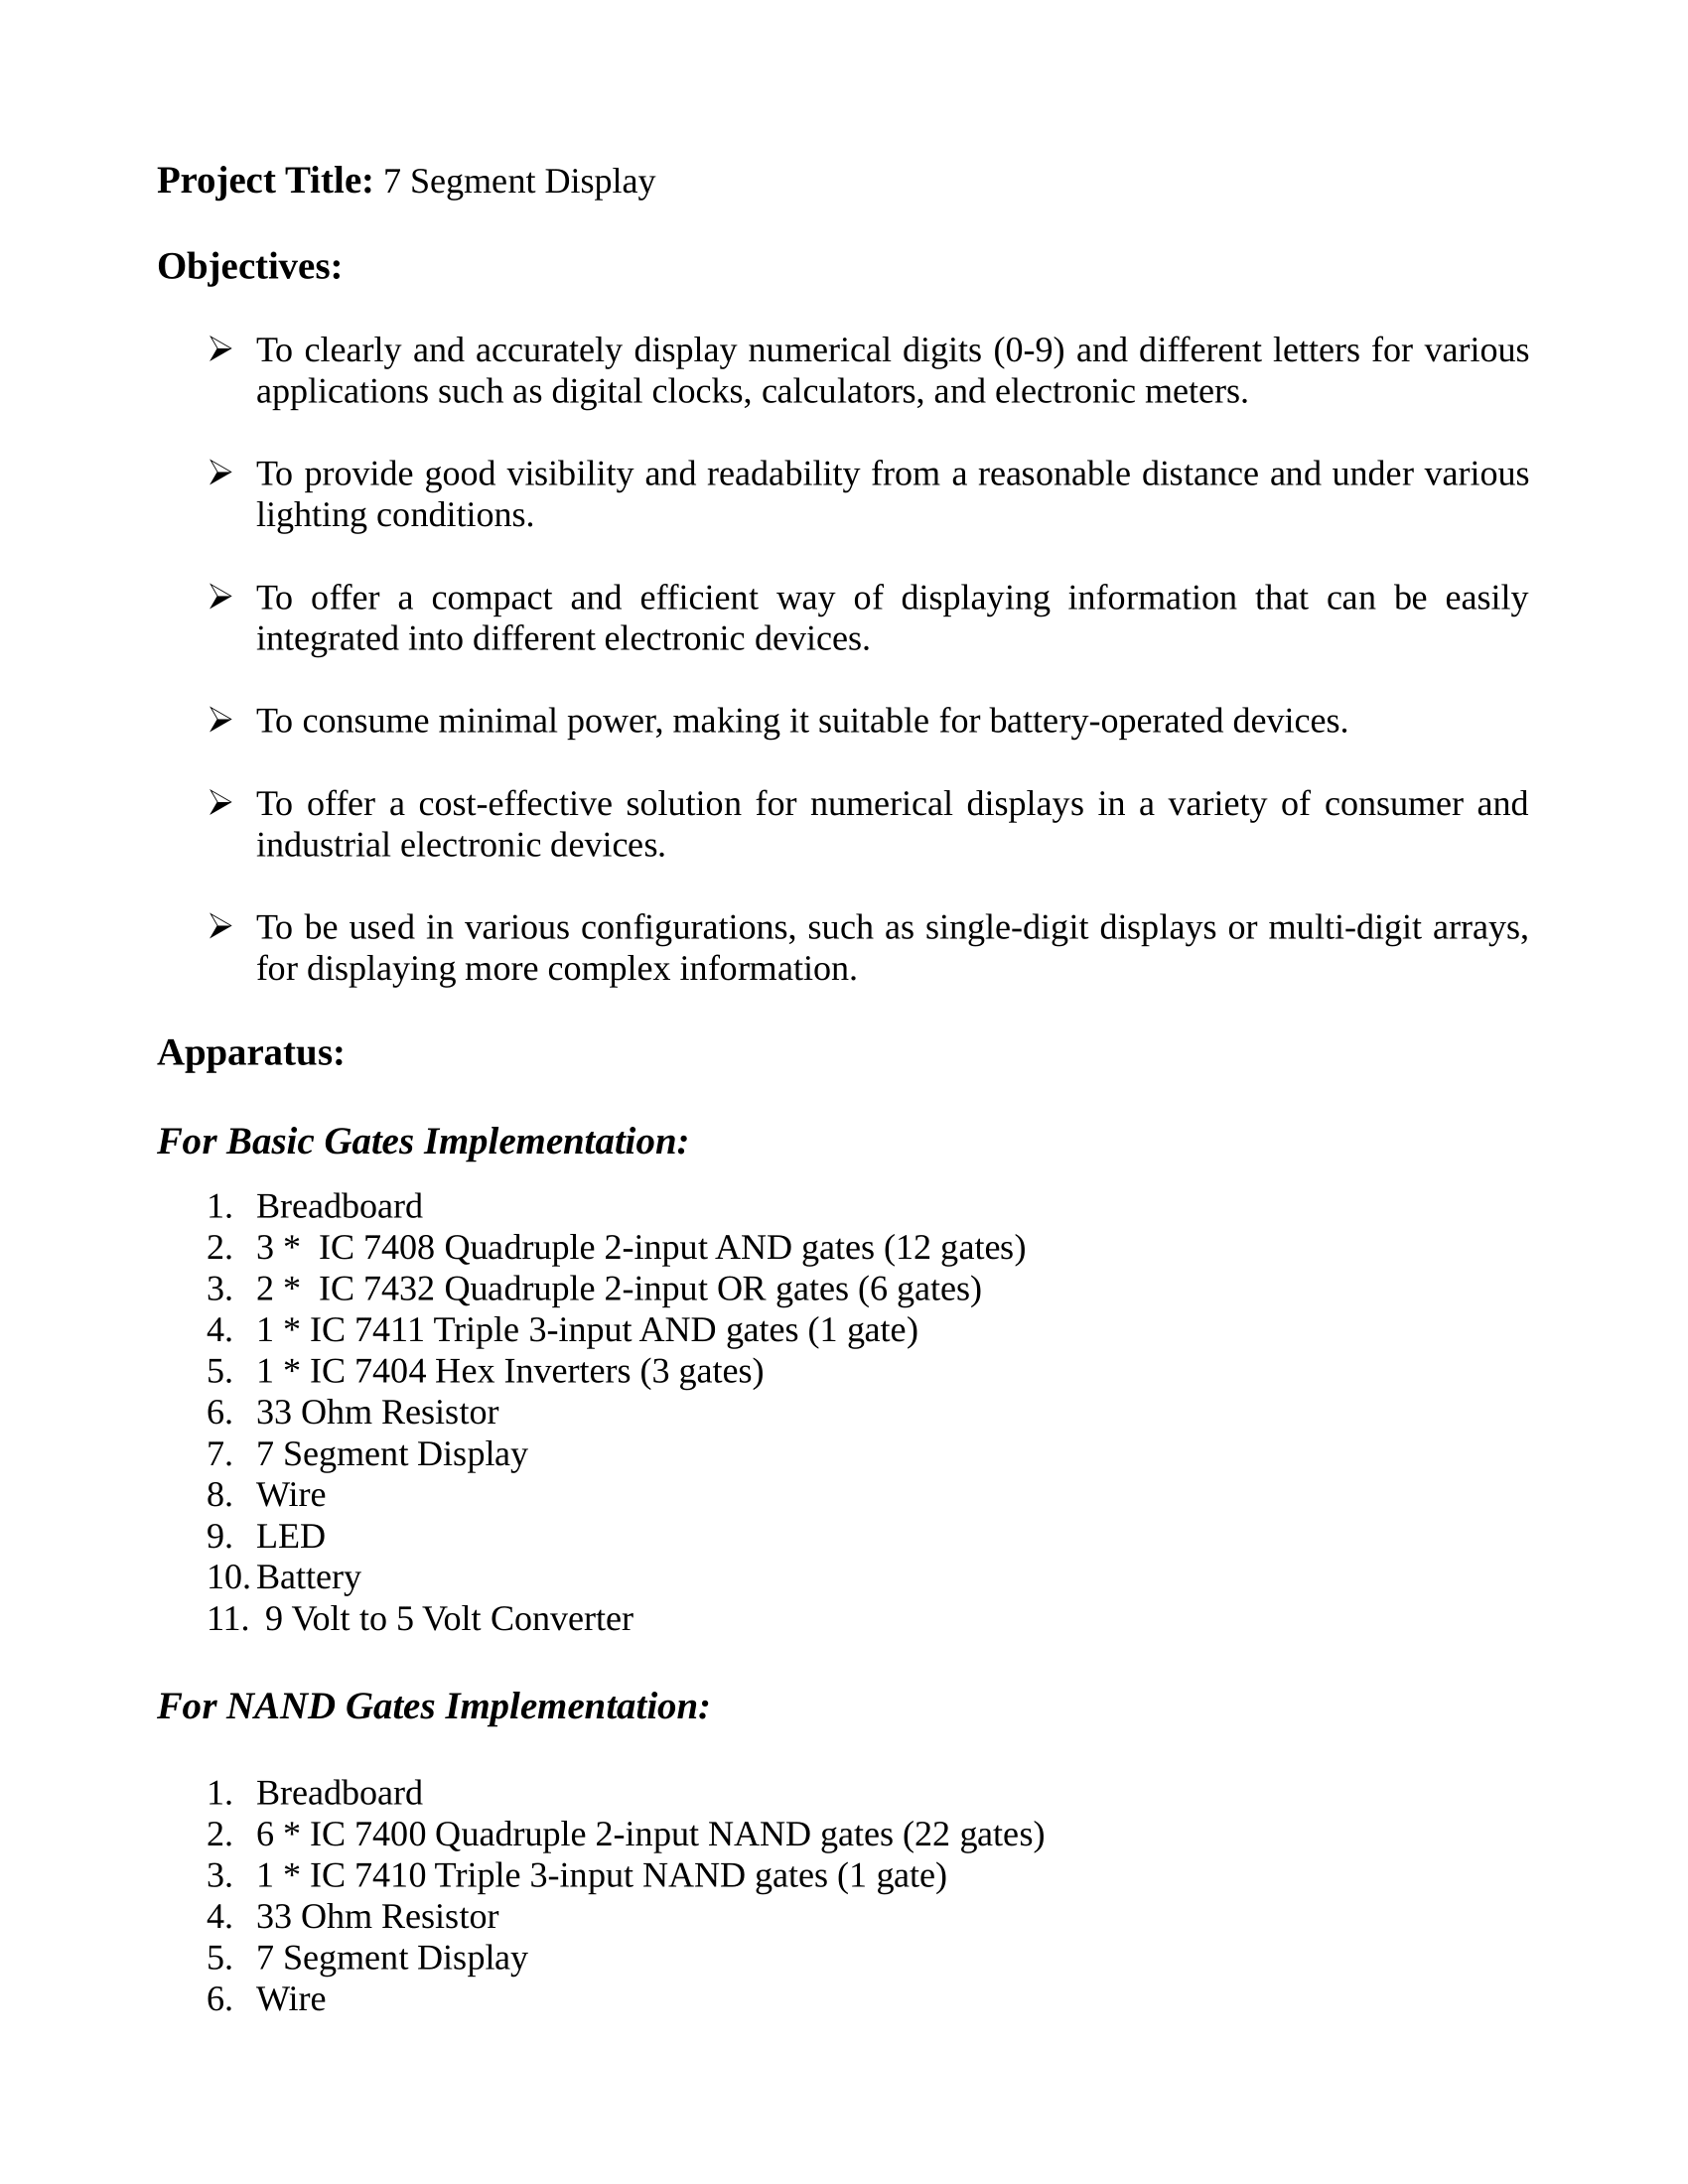 Project Title: 7 Segment Display
Objectives:
➢ To clearly and accurately display numerical digits (0-9) and different letters for various
applications such as digital clocks, calculators, and electronic meters.
➢ To provide good visibility and readability from a reasonable distance and under various
lighting conditions.
➢ To offer a compact and efficient way of displaying information that can be easily
integrated into different electronic devices.
➢ To consume minimal power, making it suitable for battery-operated devices.
➢ To offer a cost-effective solution for numerical displays in a variety of consumer and
industrial electronic devices.
➢ To be used in various configurations, such as single-digit displays or multi-digit arrays,
for displaying more complex information.
Apparatus:
For Basic Gates Implementation:
1. Breadboard
2. 3 *  IC 7408 Quadruple 2-input AND gates (12 gates)
3. 2 *  IC 7432 Quadruple 2-input OR gates (6 gates)
4. 1 * IC 7411 Triple 3-input AND gates (1 gate)
5. 1 * IC 7404 Hex Inverters (3 gates)
6. 33 Ohm Resistor
7. 7 Segment Display
8. Wire
9. LED
10. Battery
11. 9 Volt to 5 Volt Converter
For NAND Gates Implementation:
1. Breadboard
2. 6 * IC 7400 Quadruple 2-input NAND gates (22 gates)
3. 1 * IC 7410 Triple 3-input NAND gates (1 gate)
4. 33 Ohm Resistor
5. 7 Segment Display
6. Wire